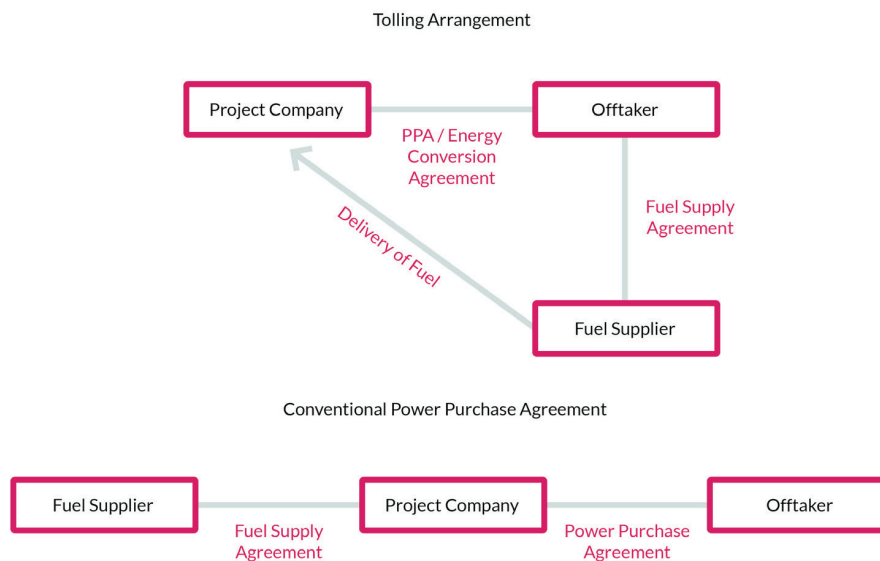 Tolling Arrangement
Project Company
Offtaker
PPA / Energy
Conversion
Agreement
Fuel Supply
Agreement
Delivery of Fuel
Fuel Supplier
Conventional Power Purchase Agreement
Fuel Supplier
Project Company
Offtaker
Fuel Supply
Agreement
Power Purchase
Agreement